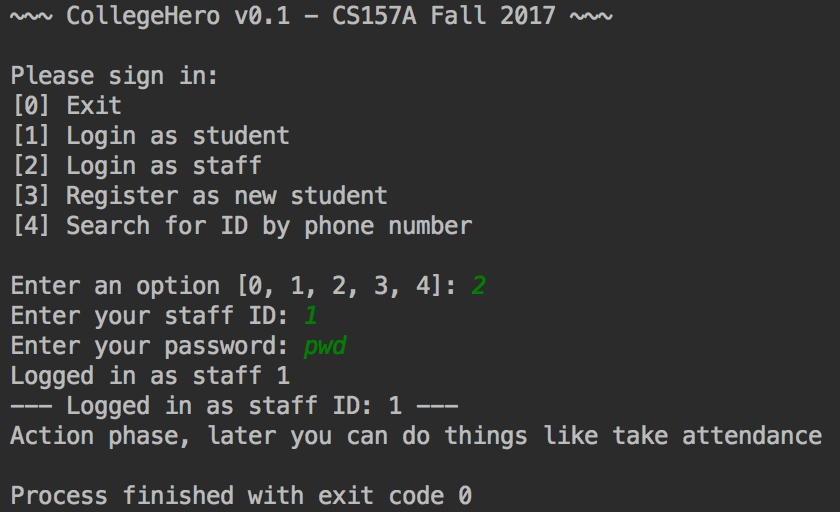 ~~~ CollegeHero v0.1 - CS157A Fall 2017 ~~~
Please sign in:
[0] Exit
[1] Login as student
[2] Login as staff
[3] Register as new student
[4] Search for ID by phone number
Enter an option [0, 1, 2, 3, 4]: 2
Enter your staff ID: 1
Enter your password: pwd
Logged in as staff 1
--- Logged in as staff ID: 1 ---
Action phase, later you can do things like take attendance
Process finished with exit code 0